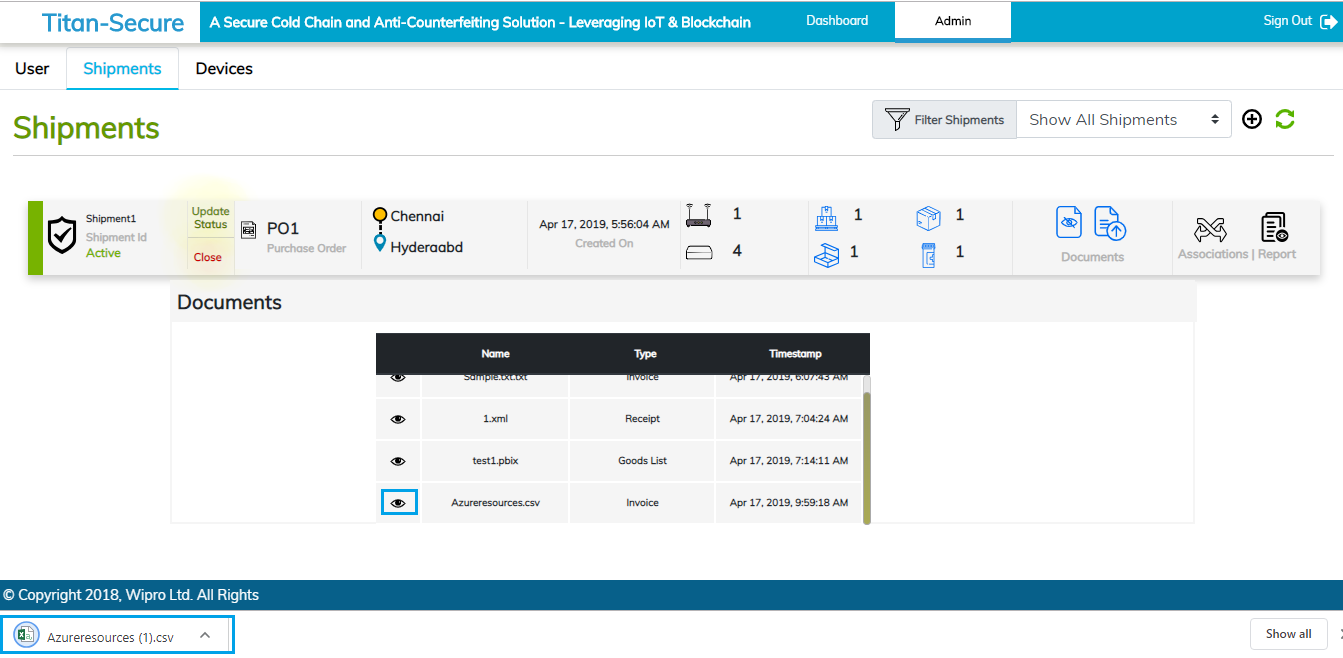 Titan-Secure
A Secure Cold Chain and Anti-Counterfeiting Solution - Leveraging IoT & Blockchain
Dashboard
Admin
Sign Out
User
Shipments
Devices
Shipments
Filter Shipments
Show All Shipments
Shipment1
Shipment Id
Active
Update
Status
Close
PO1
Purchase Order
Chennai
Hyderaabd
Apr 17, 2019, 5:56:04 AM
Created On
1
4
1
1
1
1
Documents
Associations | Report
Documents
Name Type Timestamp
Sample.txt.txt Invoice Apr 17, 2019, 6:07:43 AM
1.xml Receipt Apr 17, 2019, 7:04:24 AM
test1.pbix Goods List Apr 17, 2019, 7:14:11 AM
Azureresources.csv Invoice Apr 17, 2019, 9:59:18 AM
© Copyright 2018, Wipro Ltd. All Rights
Azureresources (1).csv
Show all